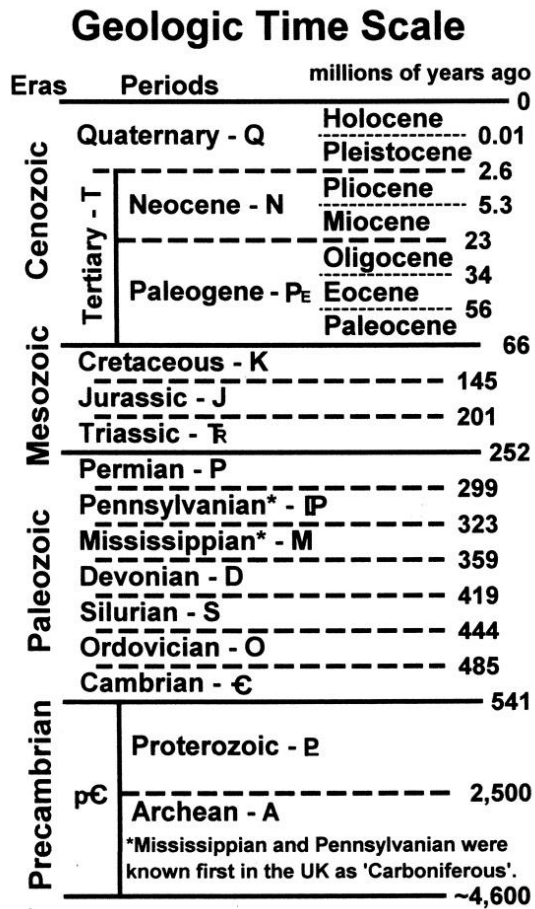 Geologic Time Scale
millions of years ago
Eras Periods
0
Cenozoic
Quaternary - Q
Holocene
0.01
Pleistocene
2.6
Tertiary - T
Neocene - N
Pliocene
5.3
Miocene
23
Paleogene - PE
Oligocene
34
Eocene
56
Paleocene
66
Mesozoic
Cretaceous - K
145
Jurassic - J
201
Triassic - TR
252
Paleozoic
Permian - P
299
Pennsylvanian* - IP
323
Mississippian* - M
359
Devonian - D
419
Silurian - S
444
Ordovician - O
485
Cambrian - Є
541
Precambrian
pЄ
Proterozoic - P
2,500
Archean - A
*Mississippian and Pennsylvanian were
known first in the UK as 'Carboniferous'.
~4,600